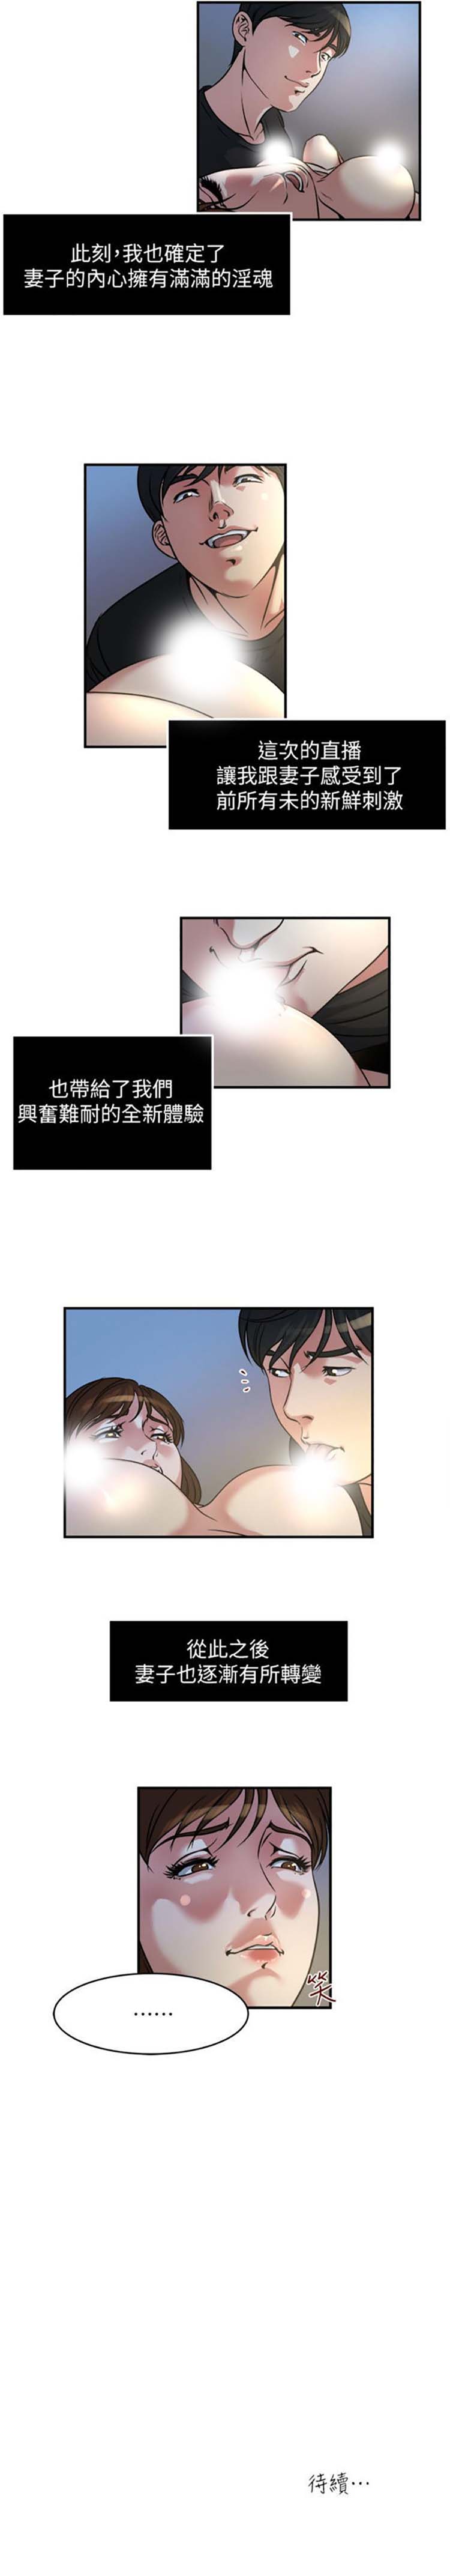 此刻,我也確定了
妻子的內心擁有滿滿的淫魂
這次的直播
讓我跟妻子感受到了
前所有未的新鮮刺激
也帶給了我們
興奮難耐的全新體驗
從此之後
妻子也逐漸有所轉變
……
笑
待續…